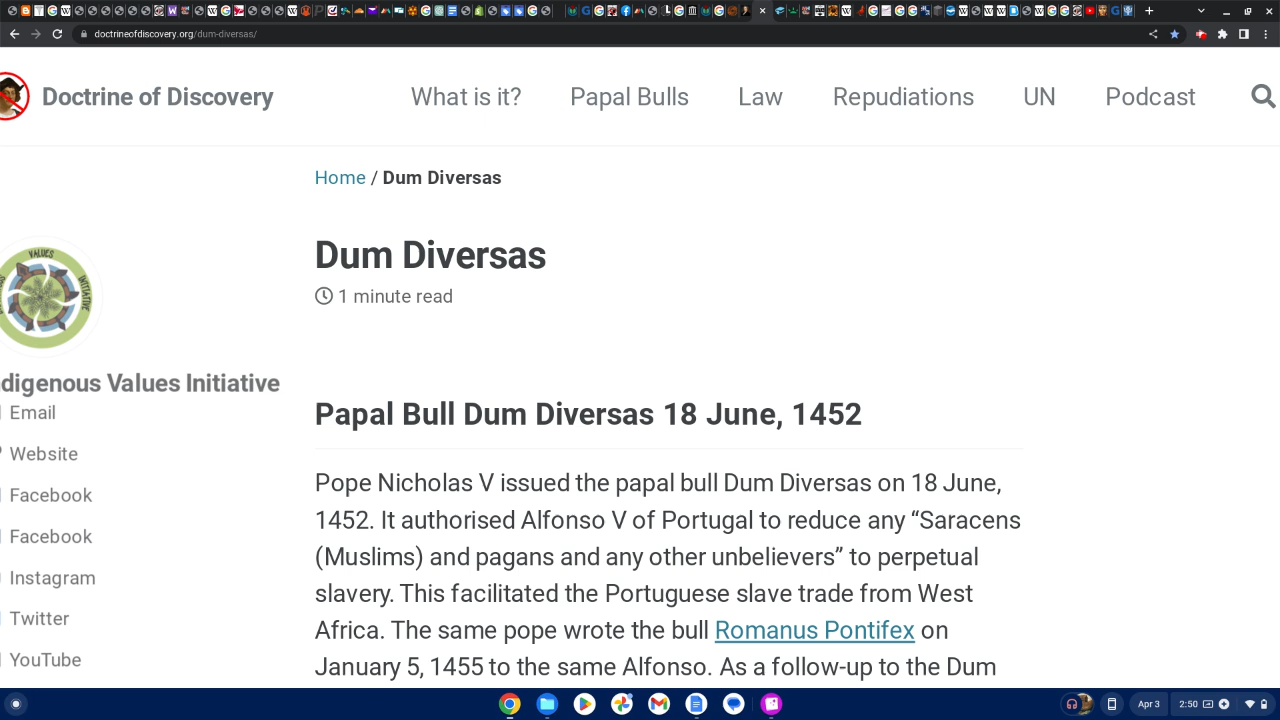 doctrineofdiscovery.org/dum-diversas/
Doctrine of Discovery
What is it?
Papal Bulls
Law
Repudiations
UN
Podcast
Home / Dum Diversas
VALUES
INITIATIVE
digenous Values Initiative
Email
Website
Facebook
Facebook
Instagram
Twitter
YouTube
Dum Diversas
1 minute read
Papal Bull Dum Diversas 18 June, 1452
Pope Nicholas V issued the papal bull Dum Diversas on 18 June,
1452. It authorised Alfonso V of Portugal to reduce any “Saracens
(Muslims) and pagans and any other unbelievers” to perpetual
slavery. This facilitated the Portuguese slave trade from West
Africa. The same pope wrote the bull Romanus Pontifex on
January 5, 1455 to the same Alfonso. As a follow-up to the Dum
Apr 3
2:50